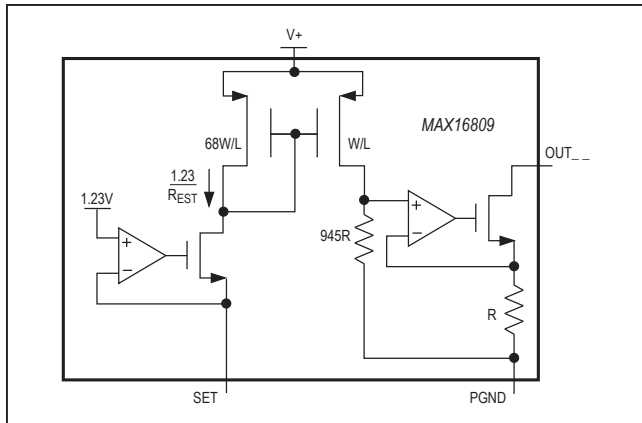 V+
MAX16809
68W/L
W/L
OUT_ _
1.23
R_EST
1.23V
+
−
945R
+
−
R
SET
PGND